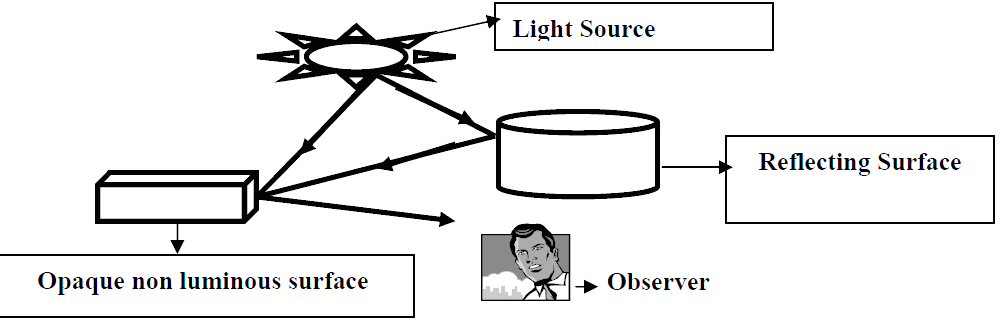 Light Source
Reflecting Surface
Opaque non luminous surface
Observer